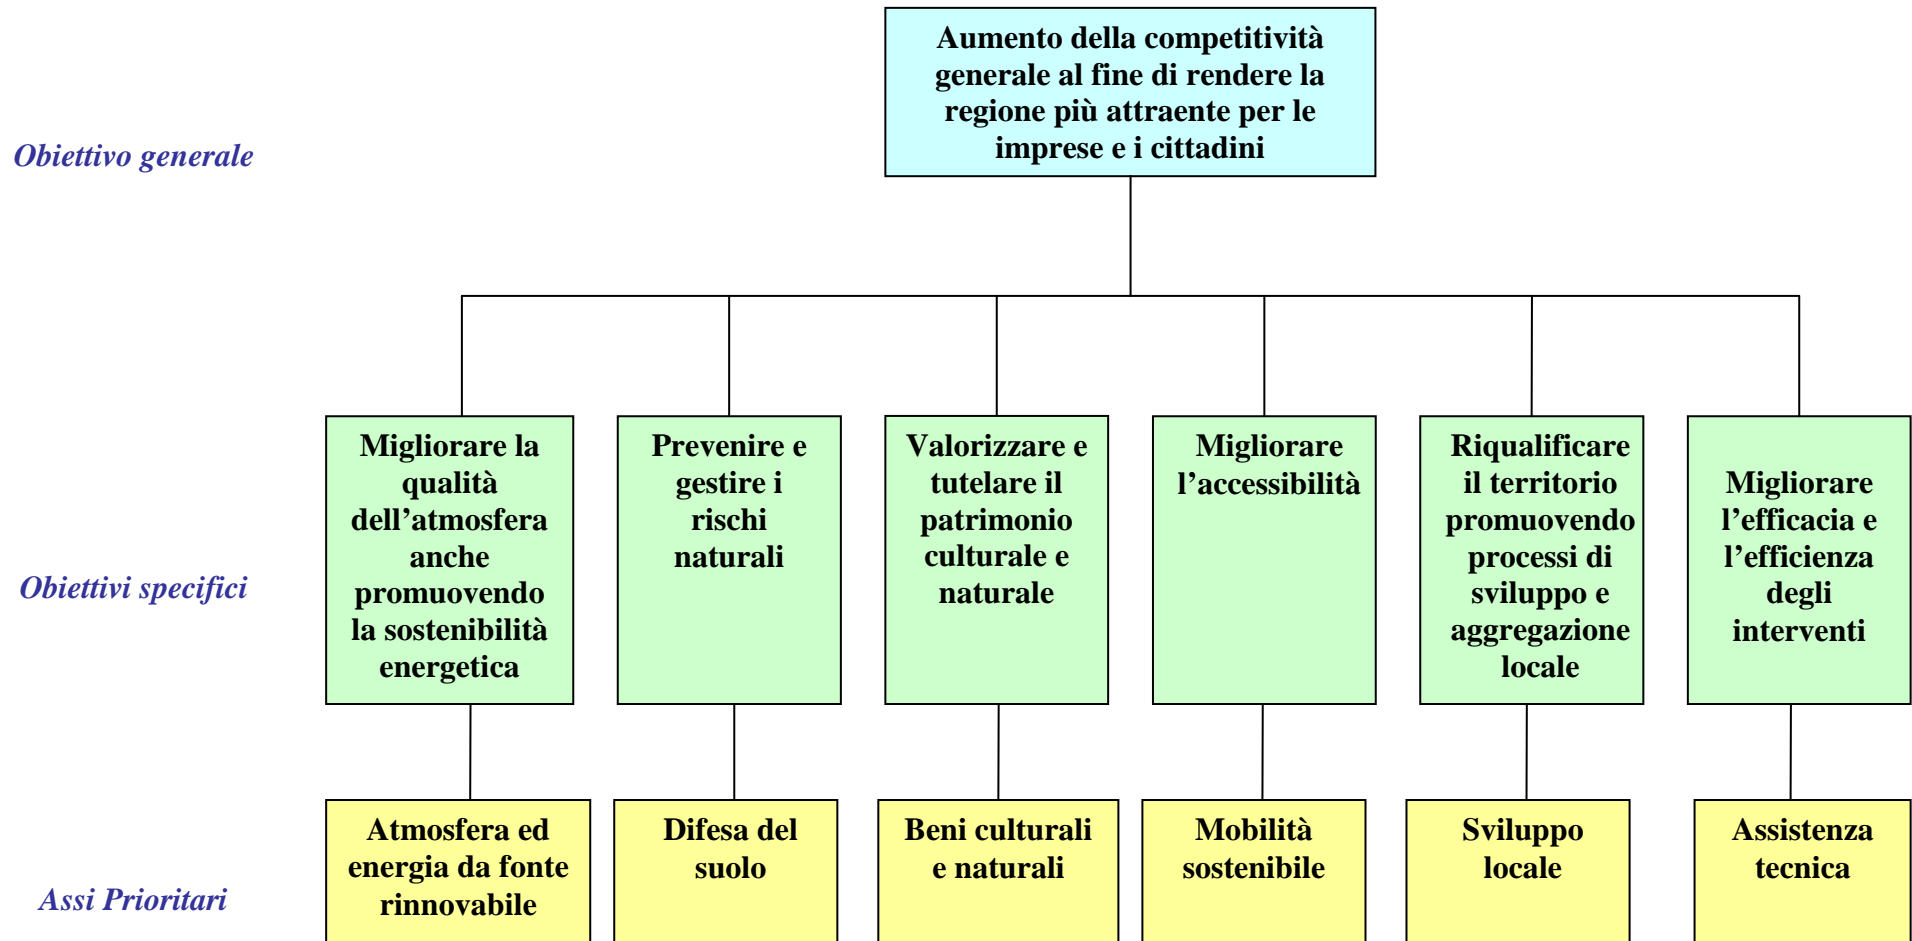 Aumento della competitività
generale al fine di rendere la
regione più attraente per le
imprese e i cittadini
Obiettivo generale
Migliorare la
qualità
dell’atmosfera
anche
promuovendo
la sostenibilità
energetica
Prevenire e
gestire i
rischi
naturali
Valorizzare e
tutelare il
patrimonio
culturale e
naturale
Migliorare
l’accessibilità
Riqualificare
il territorio
promuovendo
processi di
sviluppo e
aggregazione
locale
Migliorare
l’efficacia e
l’efficienza
degli
interventi
Obiettivi specifici
Atmosfera ed
energia da fonte
rinnovabile
Difesa del
suolo
Beni culturali
e naturali
Mobilità
sostenibile
Sviluppo
locale
Assistenza
tecnica
Assi Prioritari